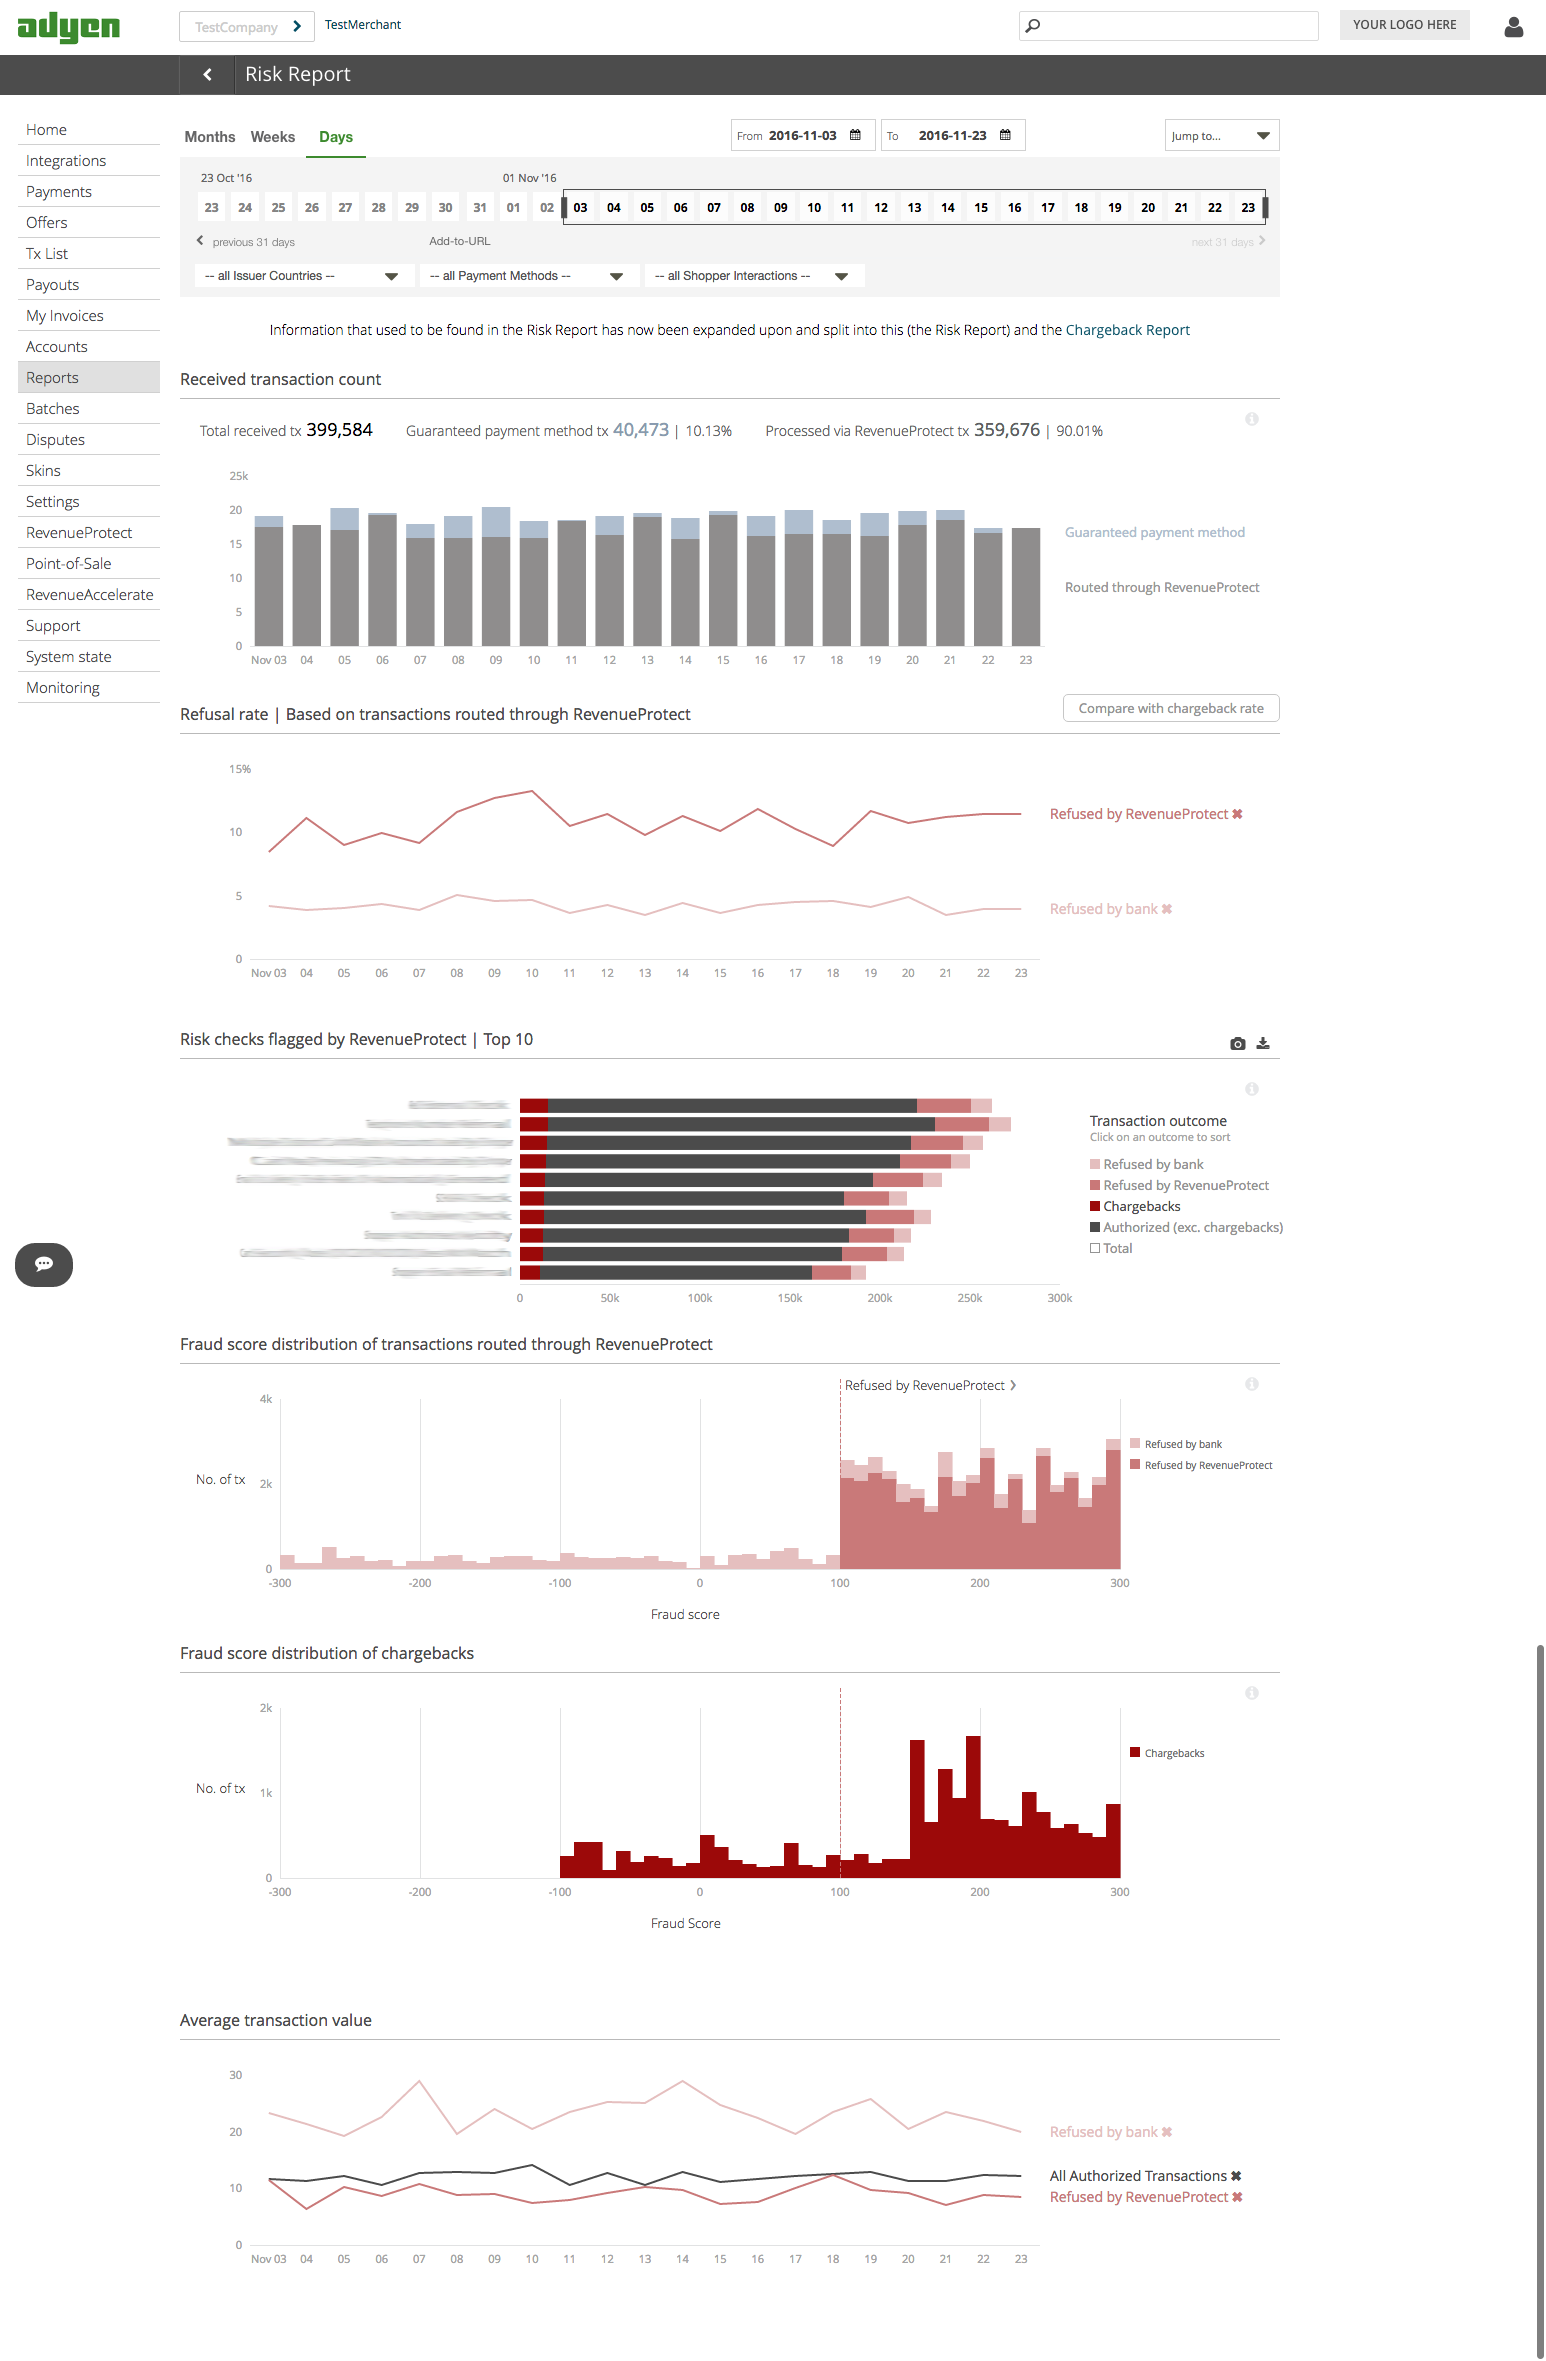 adyen
TestCompany TestMerchant YOUR LOGO HERE
Risk Report
Home
Integrations
Payments
Offers
Tx List
Payouts
My Invoices
Accounts
Reports
Batches
Disputes
Skins
Settings
RevenueProtect
Point-of-Sale
RevenueAccelerate
Support
System state
Monitoring
Months Weeks Days From 2016-11-03 To 2016-11-23 Jump to...
23 Oct '16 01 Nov '16
23 24 25 26 27 28 29 30 31 01 02 03 04 05 06 07 08 09 10 11 12 13 14 15 16 17 18 19 20 21 22 23
previous 31 days Add-to-URL next 31 days
-- all Issuer Countries -- -- all Payment Methods -- -- all Shopper Interactions --
Information that used to be found in the Risk Report has now been expanded upon and split into this (the Risk Report) and the Chargeback Report
Received transaction count
Total received tx 399,584 Guaranteed payment method tx 40,473 | 10.13% Processed via RevenueProtect tx 359,676 | 90.01%
25k
20
15
10
5
0
Guaranteed payment method
Routed through RevenueProtect
Nov 03 04 05 06 07 08 09 10 11 12 13 14 15 16 17 18 19 20 21 22 23
Refusal rate | Based on transactions routed through RevenueProtect Compare with chargeback rate
15%
10
5
0
Refused by RevenueProtect ✖
Refused by bank ✖
Nov 03 04 05 06 07 08 09 10 11 12 13 14 15 16 17 18 19 20 21 22 23
Risk checks flagged by RevenueProtect | Top 10
Transaction outcome
Click on an outcome to sort
Refused by bank
Refused by RevenueProtect
Chargebacks
Authorized (exc. chargebacks)
Total
0 50k 100k 150k 200k 250k 300k
Fraud score distribution of transactions routed through RevenueProtect
Refused by RevenueProtect
4k
2k
0
No. of tx
Refused by bank
Refused by RevenueProtect
-300 -200 -100 0 100 200 300
Fraud score
Fraud score distribution of chargebacks
2k
1k
0
No. of tx
Chargebacks
-300 -200 -100 0 100 200 300
Fraud Score
Average transaction value
30
20
10
0
Refused by bank ✖
All Authorized Transactions ✖
Refused by RevenueProtect ✖
Nov 03 04 05 06 07 08 09 10 11 12 13 14 15 16 17 18 19 20 21 22 23